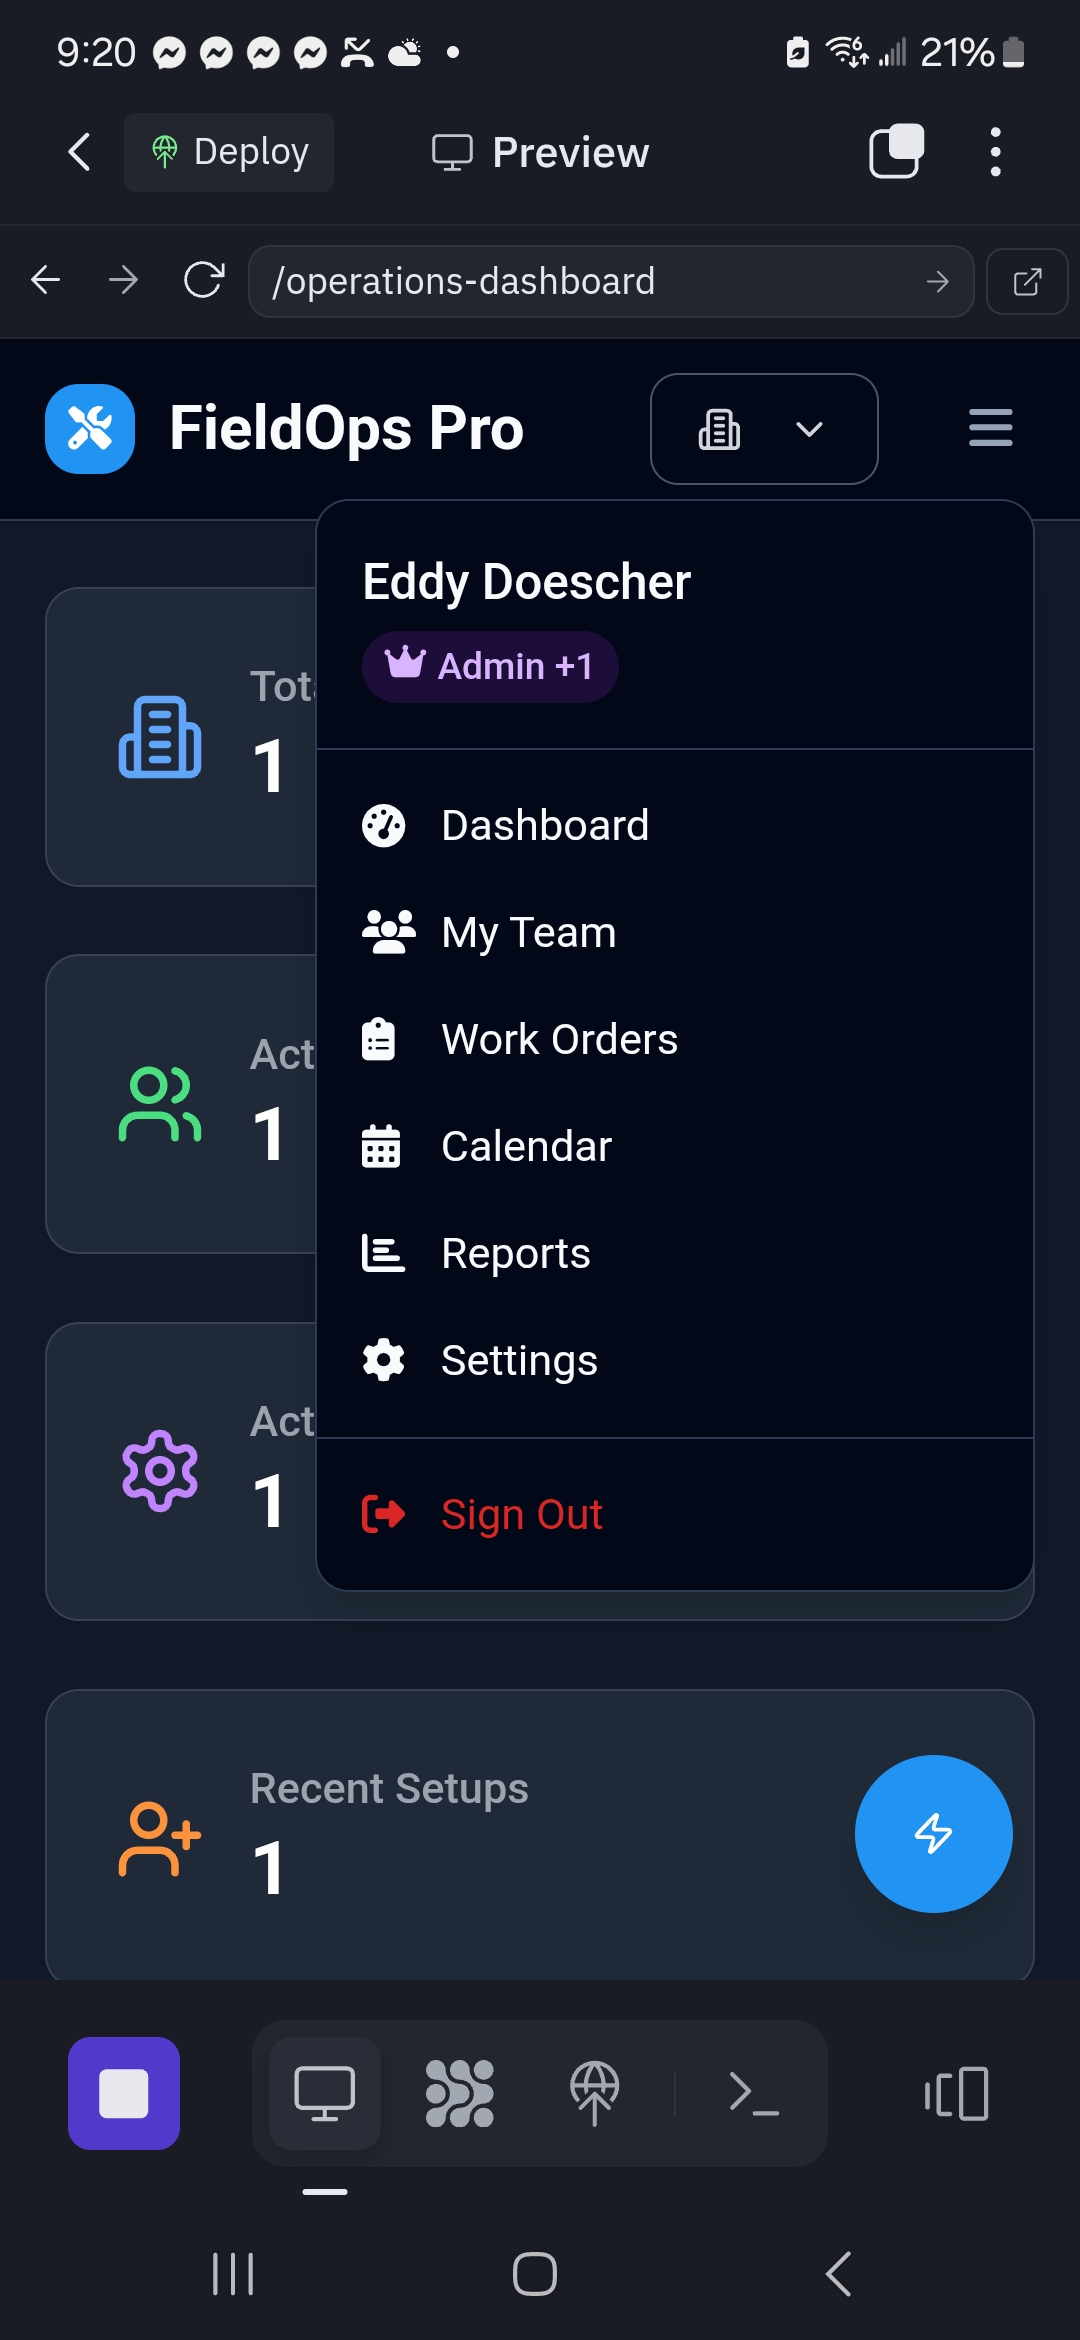 9:20
21%
Deploy
Preview
/operations-dashboard
FieldOps Pro
Eddy Doescher
Admin +1
Tot
1
Dashboard
My Team
Work Orders
Act
1
Calendar
Reports
Settings
Act
1
Sign Out
Recent Setups
1